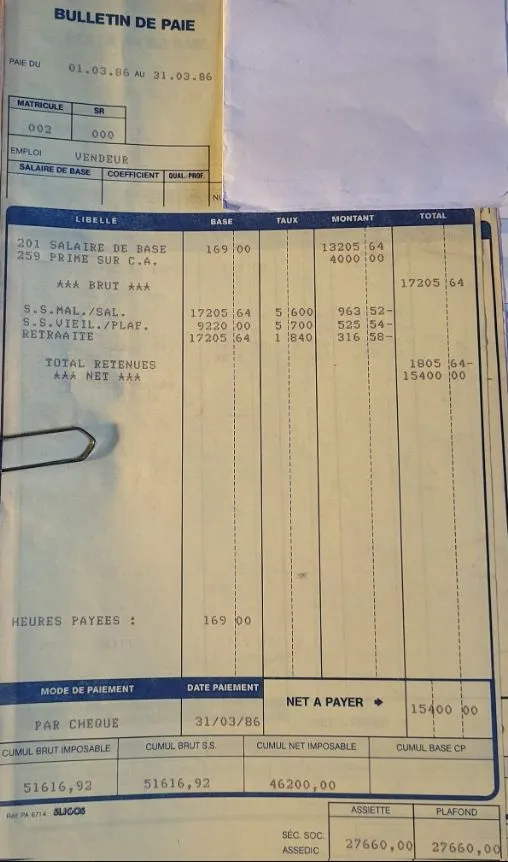 BULLETIN DE PAIE
PAIE DU 01.03.86 AU 31.03.86
MATRICULE SR
002 000
EMPLOI VENDEUR
SALAIRE DE BASE COEFFICIENT QUAL-PROF.
LIBELLE BASE TAUX MONTANT TOTAL
201 SALAIRE DE BASE 169 00 13205 64
259 PRIME SUR C.A. 4000 00
*** BRUT *** 17205 64
S.S.MAL./SAL. 17205 64 5 600 963 52-
S.S.VIEIL./PLAF. 9220 00 5 700 525 54-
RETRAAITE 17205 64 1 840 316 58-
TOTAL RETENUES 1805 64-
*** NET *** 15400 00
HEURES PAYEES : 169 00
MODE DE PAIEMENT DATE PAIEMENT NET A PAYER 15400 00
PAR CHEQUE 31/03/86
CUMUL BRUT IMPOSABLE CUMUL BRUT S.S. CUMUL NET IMPOSABLE CUMUL BASE CP
51616,92 51616,92 46200,00
Réf. PA 6714 SLIGOS
ASSIETTE PLAFOND
SÉC. SOC.
ASSEDIC 27660,00 27660,00